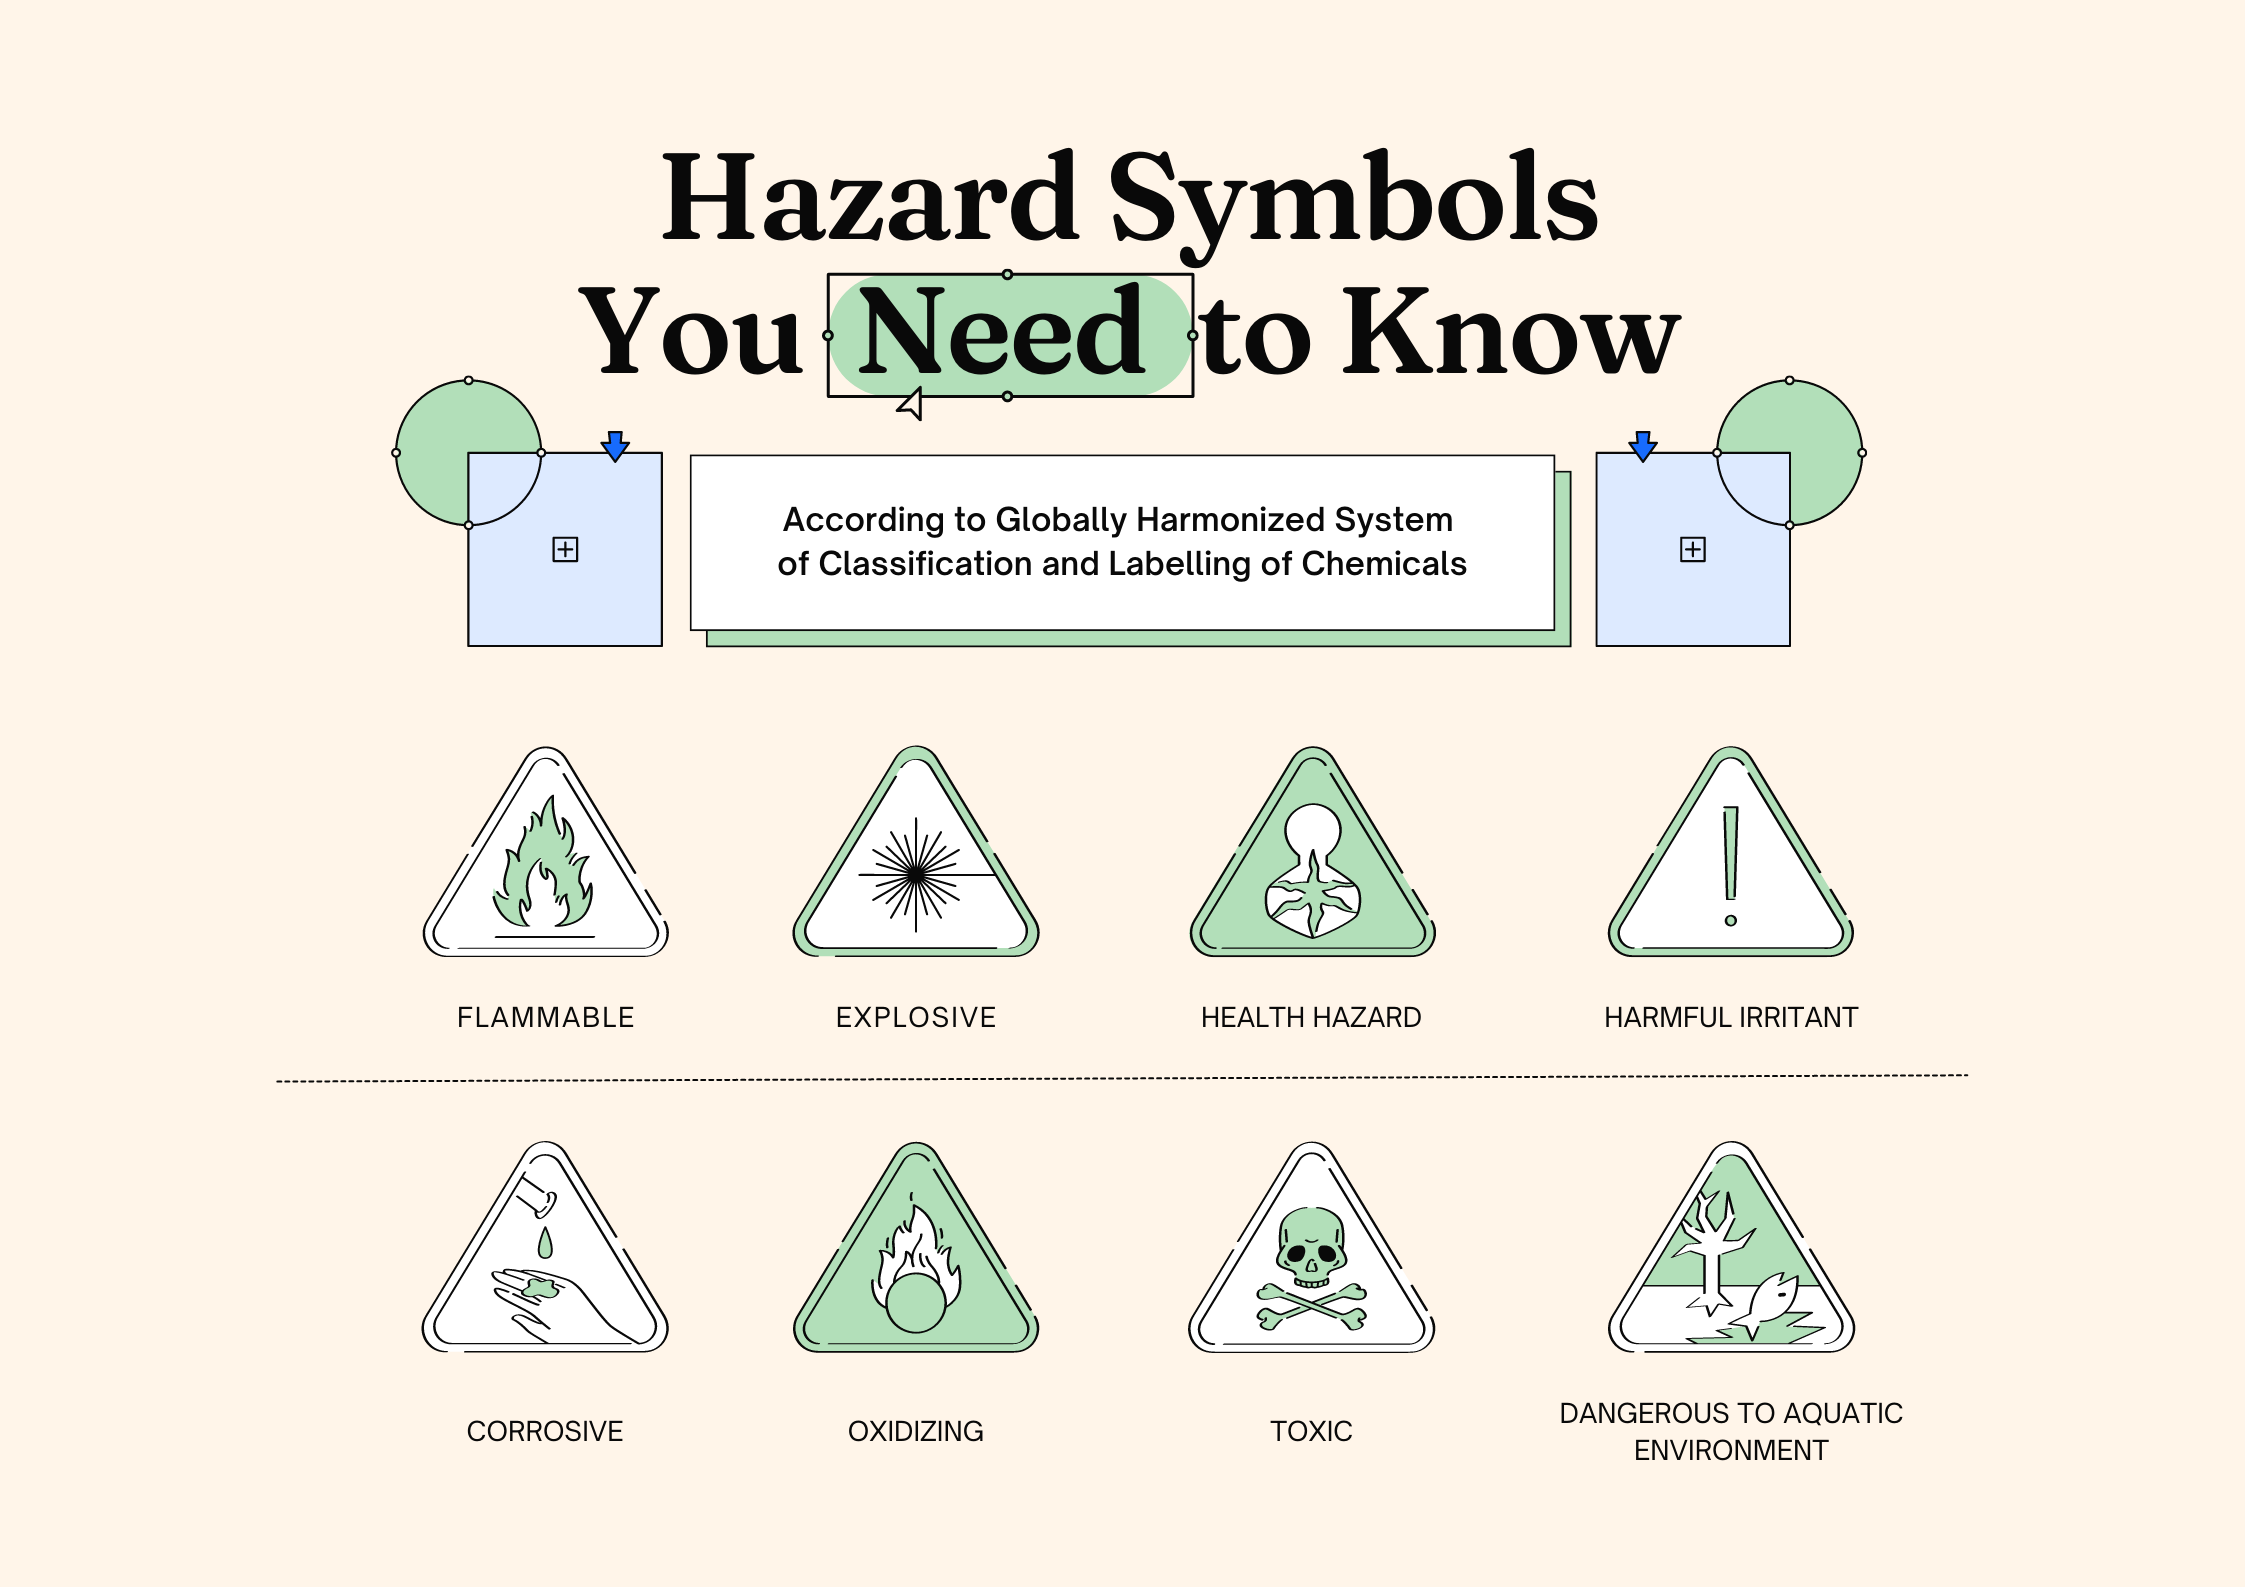 Hazard Symbols
You Need to Know
According to Globally Harmonized System
of Classification and Labelling of Chemicals
FLAMMABLE
EXPLOSIVE
HEALTH HAZARD
HARMFUL IRRITANT
CORROSIVE
OXIDIZING
TOXIC
DANGEROUS TO AQUATIC
ENVIRONMENT